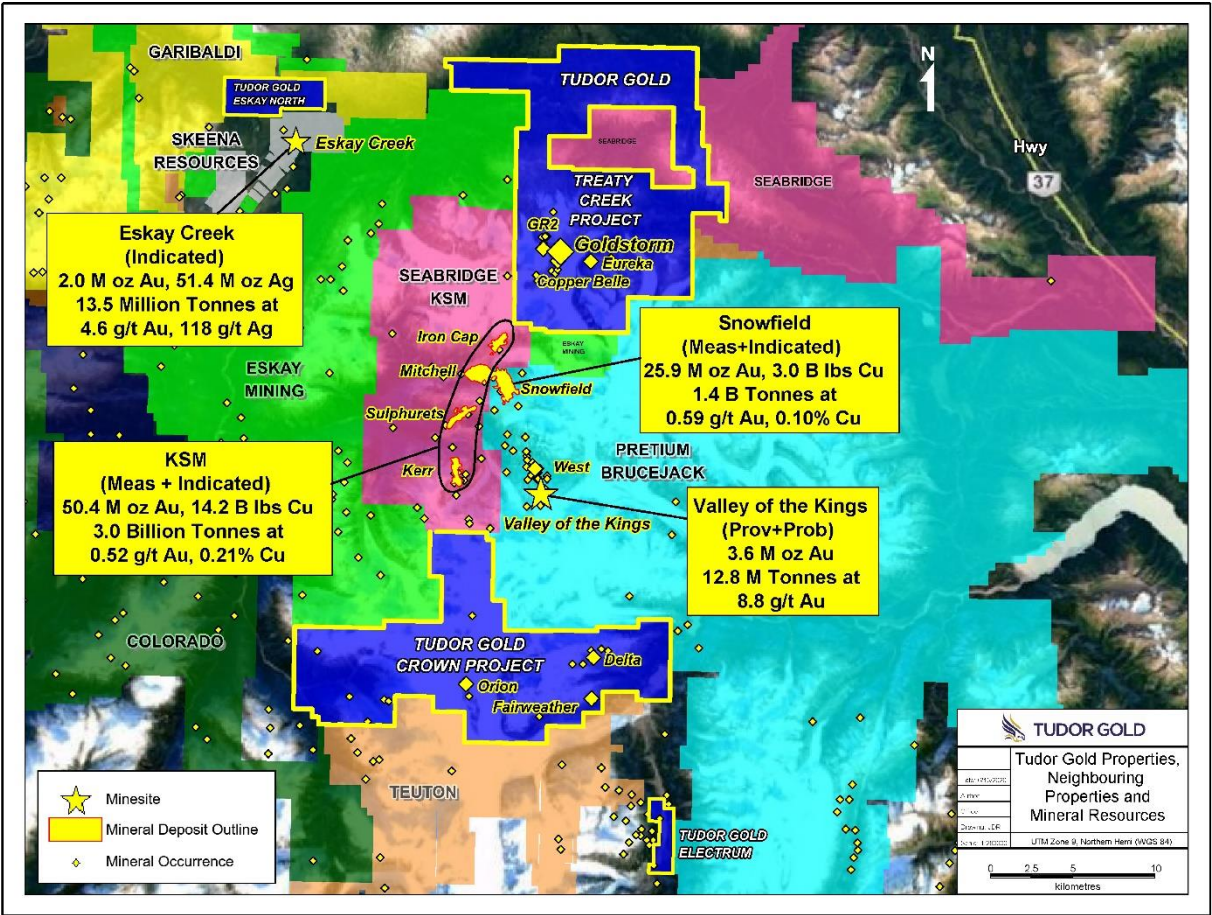 GARIBALDI
TUDOR GOLD
ESKAY NORTH
SKEENA
RESOURCES
Eskay Creek
TUDOR GOLD
SEABRIDGE
TREATY
CREEK
PROJECT
SEABRIDGE
N
Hwy
37
GR2
Goldstorm
Eureka
Copper Belle
Eskay Creek
(Indicated)
2.0 M oz Au, 51.4 M oz Ag
13.5 Million Tonnes at
4.6 g/t Au, 118 g/t Ag
SEABRIDGE
KSM
Iron Cap
Mitchell
Snowfield
Sulphurets
Kerr
ESKAY
MINING
ESKAY
MINING
Snowfield
(Meas+Indicated)
25.9 M oz Au, 3.0 B lbs Cu
1.4 B Tonnes at
0.59 g/t Au, 0.10% Cu
KSM
(Meas + Indicated)
50.4 M oz Au, 14.2 B lbs Cu
3.0 Billion Tonnes at
0.52 g/t Au, 0.21% Cu
PRETIUM
BRUCEJACK
West
Valley of the Kings
Valley of the Kings
(Prov+Prob)
3.6 M oz Au
12.8 M Tonnes at
8.8 g/t Au
COLORADO
TUDOR GOLD
CROWN PROJECT
Delta
Orion
Fairweather
TEUTON
TUDOR GOLD
ELECTRUM
Minesite
Mineral Deposit Outline
Mineral Occurrence
TUDOR GOLD
Tudor Gold Properties,
Neighbouring
Properties and
Mineral Resources
UTM Zone 9, Northern Hemi (WGS 84)
0 2.5 5 10
kilometres